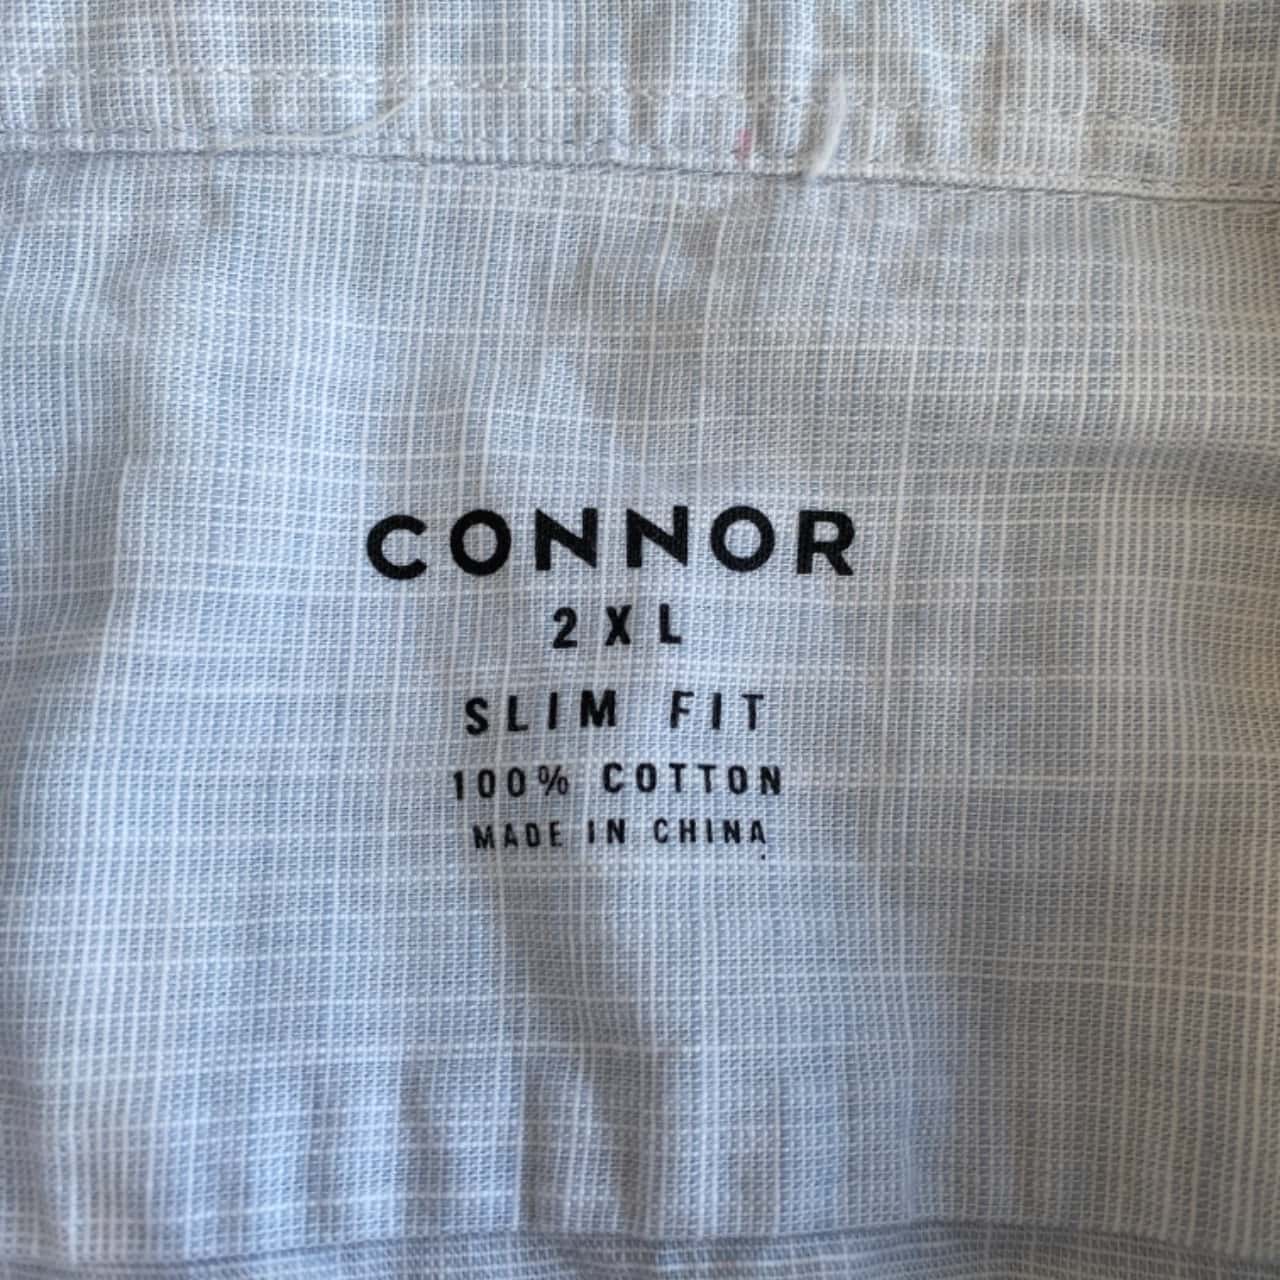 CONNOR
2XL
SLIM FIT
100% COTTON
MADE IN CHINA